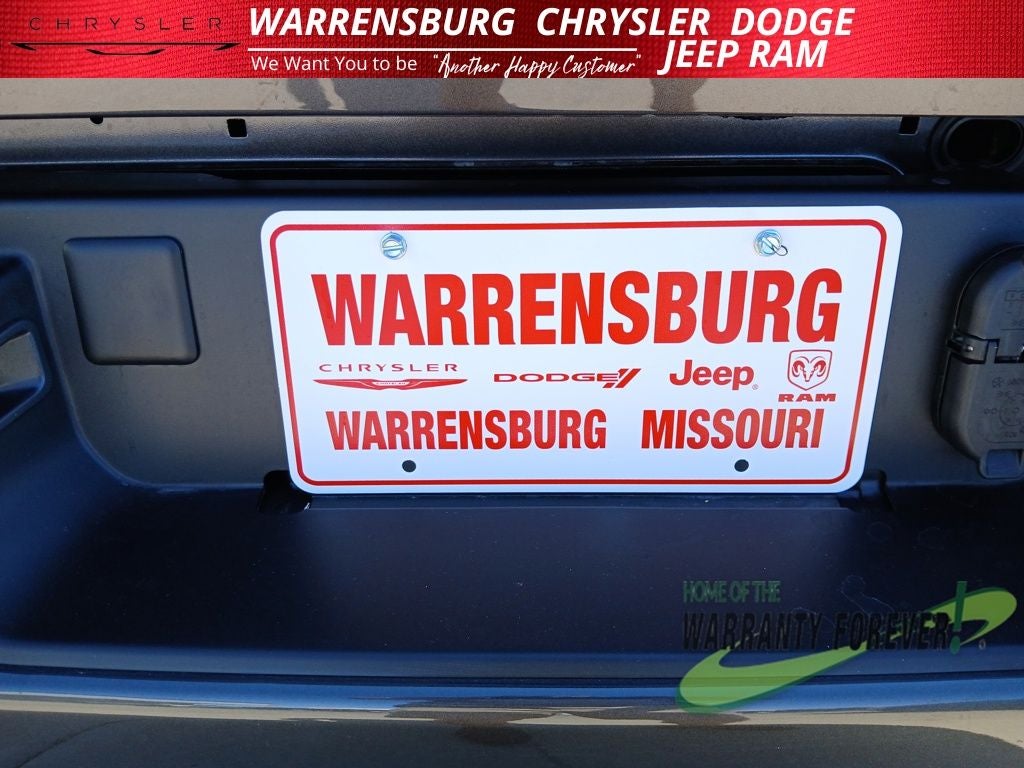 CHRYSLER
WARRENSBURG CHRYSLER DODGE
JEEP RAM
We Want You to be "Another Happy Customer"
WARRENSBURG
CHRYSLER DODGE Jeep RAM
WARRENSBURG MISSOURI
HOME OF THE
WARRANTY FOREVER!